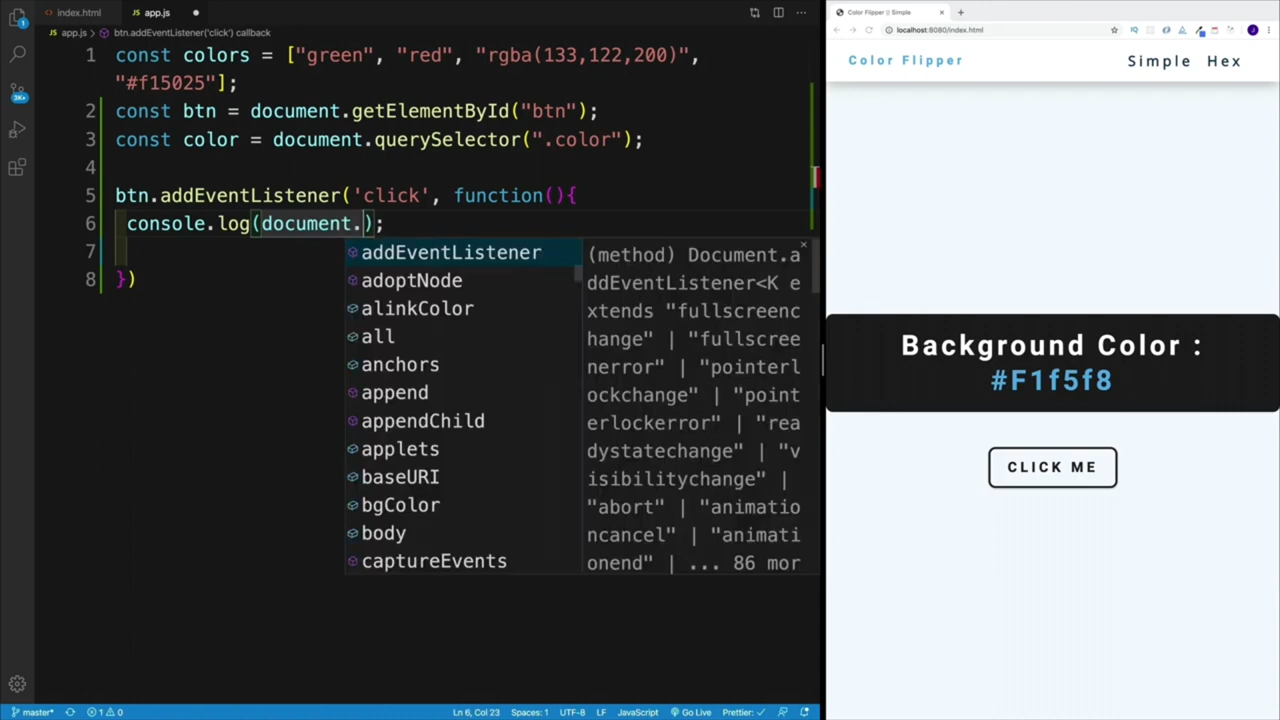 index.html
app.js
app.js > btn.addEventListener('click') callback
1 const colors = ["green", "red", "rgba(133,122,200)",
"#f15025"];
2 const btn = document.getElementById("btn");
3 const color = document.querySelector(".color");
4
5 btn.addEventListener('click', function(){
6 console.log(document.);
7
8 })
addEventListener
adoptNode
alinkColor
all
anchors
append
appendChild
applets
baseURI
bgColor
body
captureEvents
(method) Document.a
ddEventListener<K e
xtends "fullscreenc
hange" | "fullscree
nerror" | "pointerl
ockchange" | "point
erlockerror" | "rea
dystatechange" | "v
isibilitychange" |
"abort" | "animatio
ncancel" | "animati
onend" | ... 86 mor
1
3K+
master*
1 0
Ln 6, Col 23
Spaces: 1
UTF-8
LF
JavaScript
Go Live
Prettier: ✓
Color Flipper || Simple
localhost:8080/index.html
J
Color Flipper
Simple Hex
Background Color :
#F1f5f8
CLICK ME